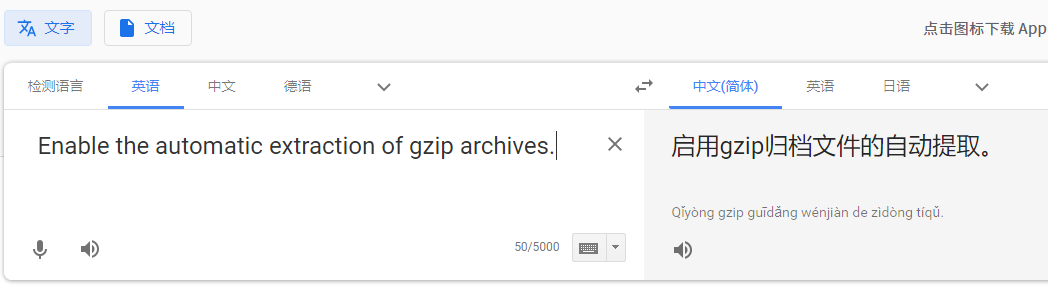 文字 文档 点击图标下载 App
检测语言 英语 中文 德语 中文(简体) 英语 日语
Enable the automatic extraction of gzip archives. 启用gzip归档文件的自动提取。
Qǐyòng gzip guīdǎng wénjiàn de zìdòng tíqǔ.
50/5000